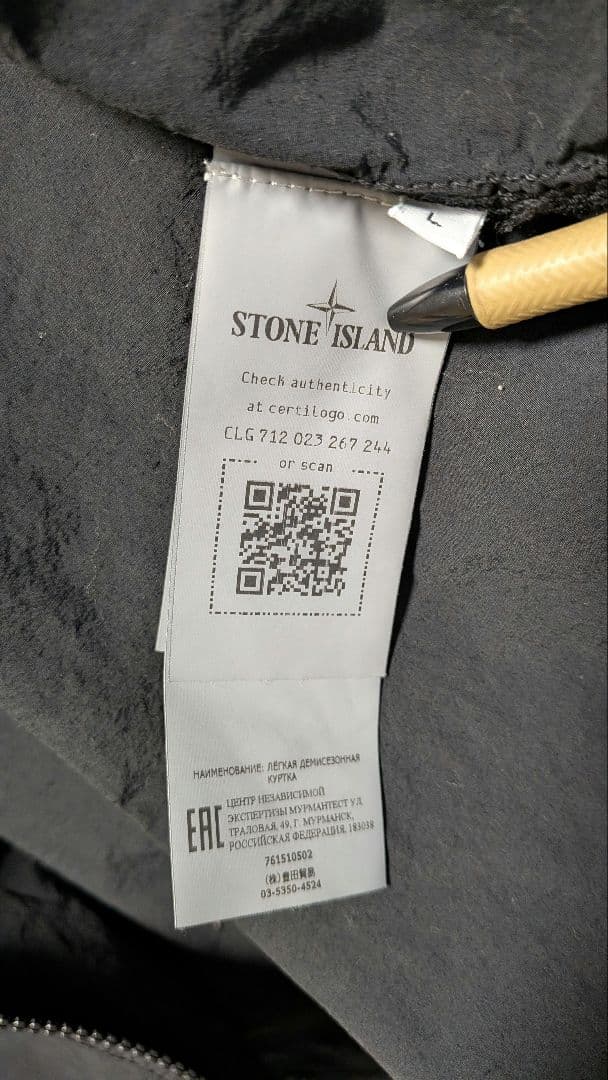 L
STONE ISLAND
Check authenticity
at certilogo.com
CLG 712 023 267 244
or scan
НАИМЕНОВАНИЕ: ЛЁГКАЯ ДЕМИСЕЗОННАЯ
КУРТКА
EAC
ЦЕНТР НЕЗАВИСИМОЙ
ЭКСПЕРТИЗЫ МУРМАНТЕСТ УЛ.
ТРАЛОВАЯ, 49, Г. МУРМАНСК,
РОССИЙСКАЯ ФЕДЕРАЦИЯ, 183038
761510502
(株)豊田貿易
03-5350-4524